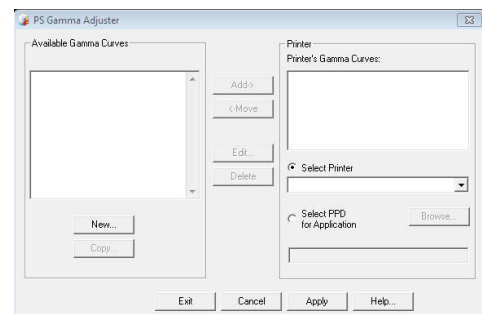 PS Gamma Adjuster
Available Gamma Curves
Add->
<-Move
Edit...
Delete
New...
Copy...
Printer
Printer's Gamma Curves:
Select Printer
Select PPD
for Application
Browse...
Exit
Cancel
Apply
Help...